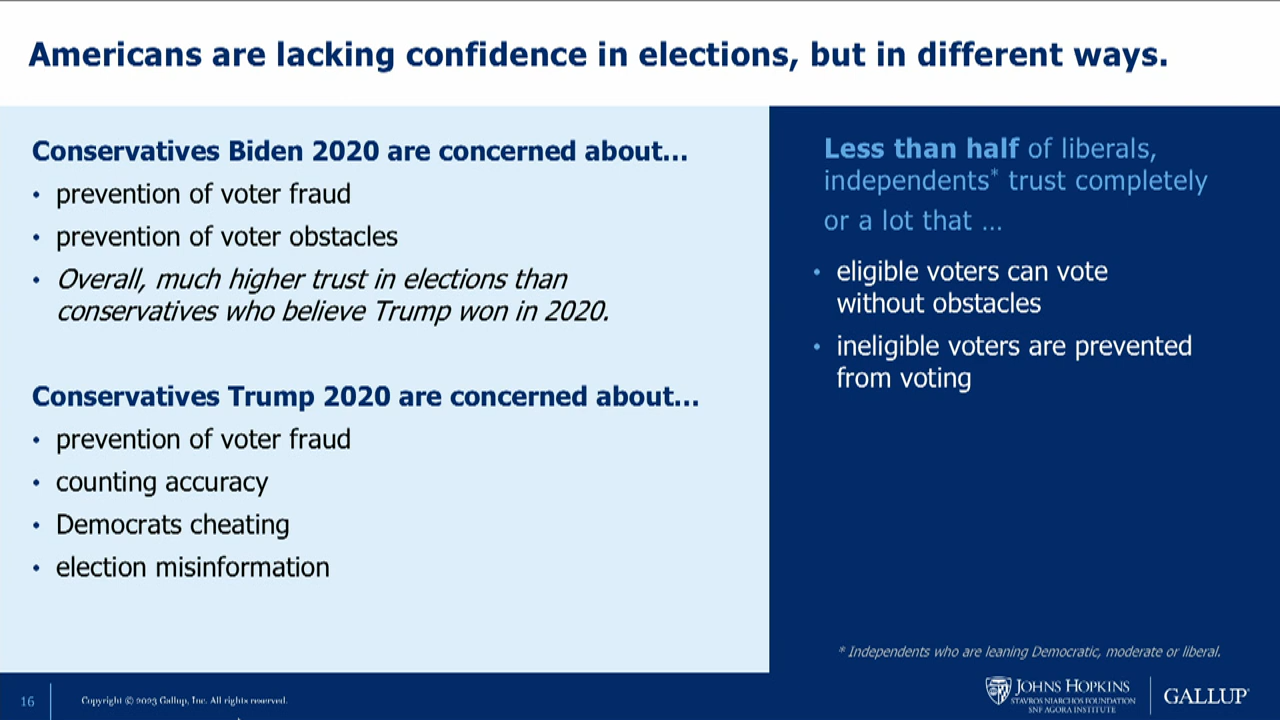 Americans are lacking confidence in elections, but in different ways.
Conservatives Biden 2020 are concerned about...
• prevention of voter fraud
• prevention of voter obstacles
• Overall, much higher trust in elections than
conservatives who believe Trump won in 2020.
Conservatives Trump 2020 are concerned about...
• prevention of voter fraud
• counting accuracy
• Democrats cheating
• election misinformation
Less than half of liberals,
independents* trust completely
or a lot that ...
• eligible voters can vote
without obstacles
• ineligible voters are prevented
from voting
* Independents who are leaning Democratic, moderate or liberal.
16
Copyright © 2023 Gallup, Inc. All rights reserved.
JOHNS HOPKINS
STAVROS NIARCHOS FOUNDATION
SNF AGORA INSTITUTE
GALLUP®